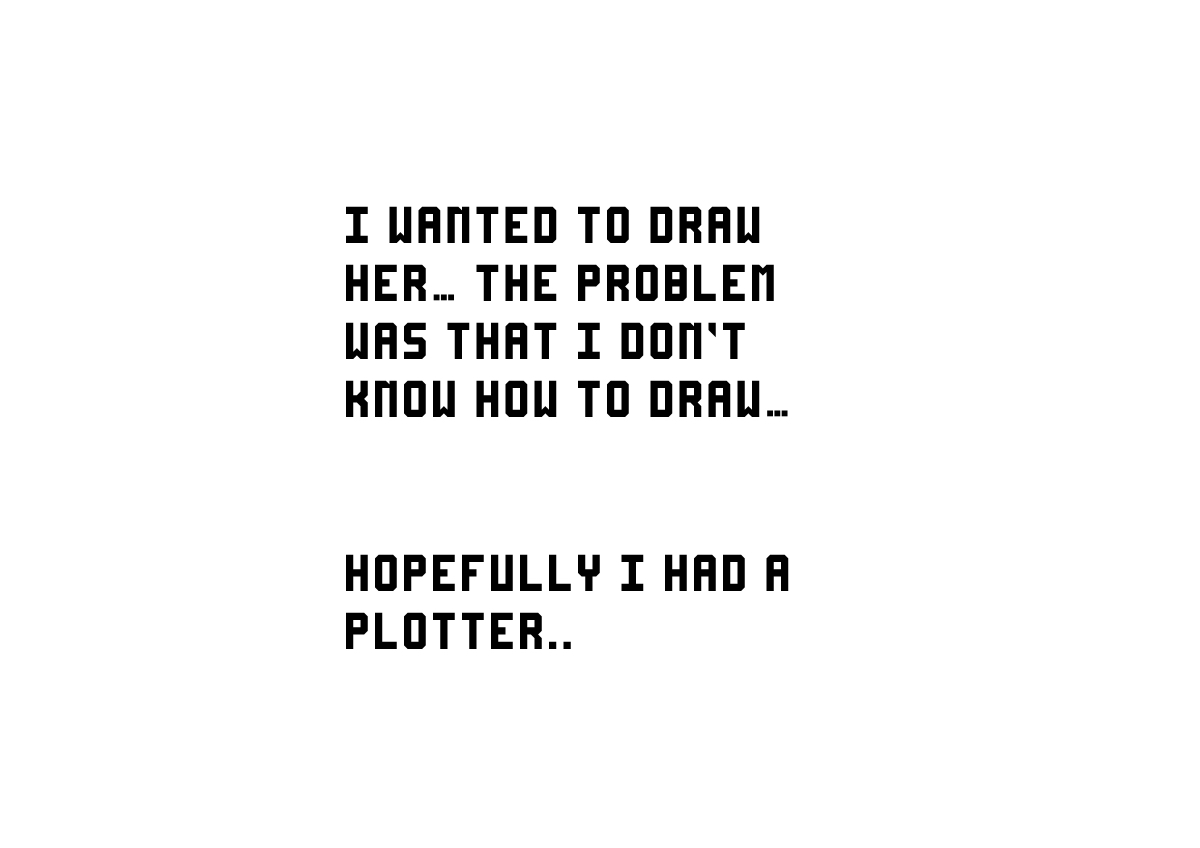 I WANTED TO DRAW
HER… THE PROBLEM
WAS THAT I DON'T
KNOW HOW TO DRAW…
HOPEFULLY I HAD A
PLOTTER..